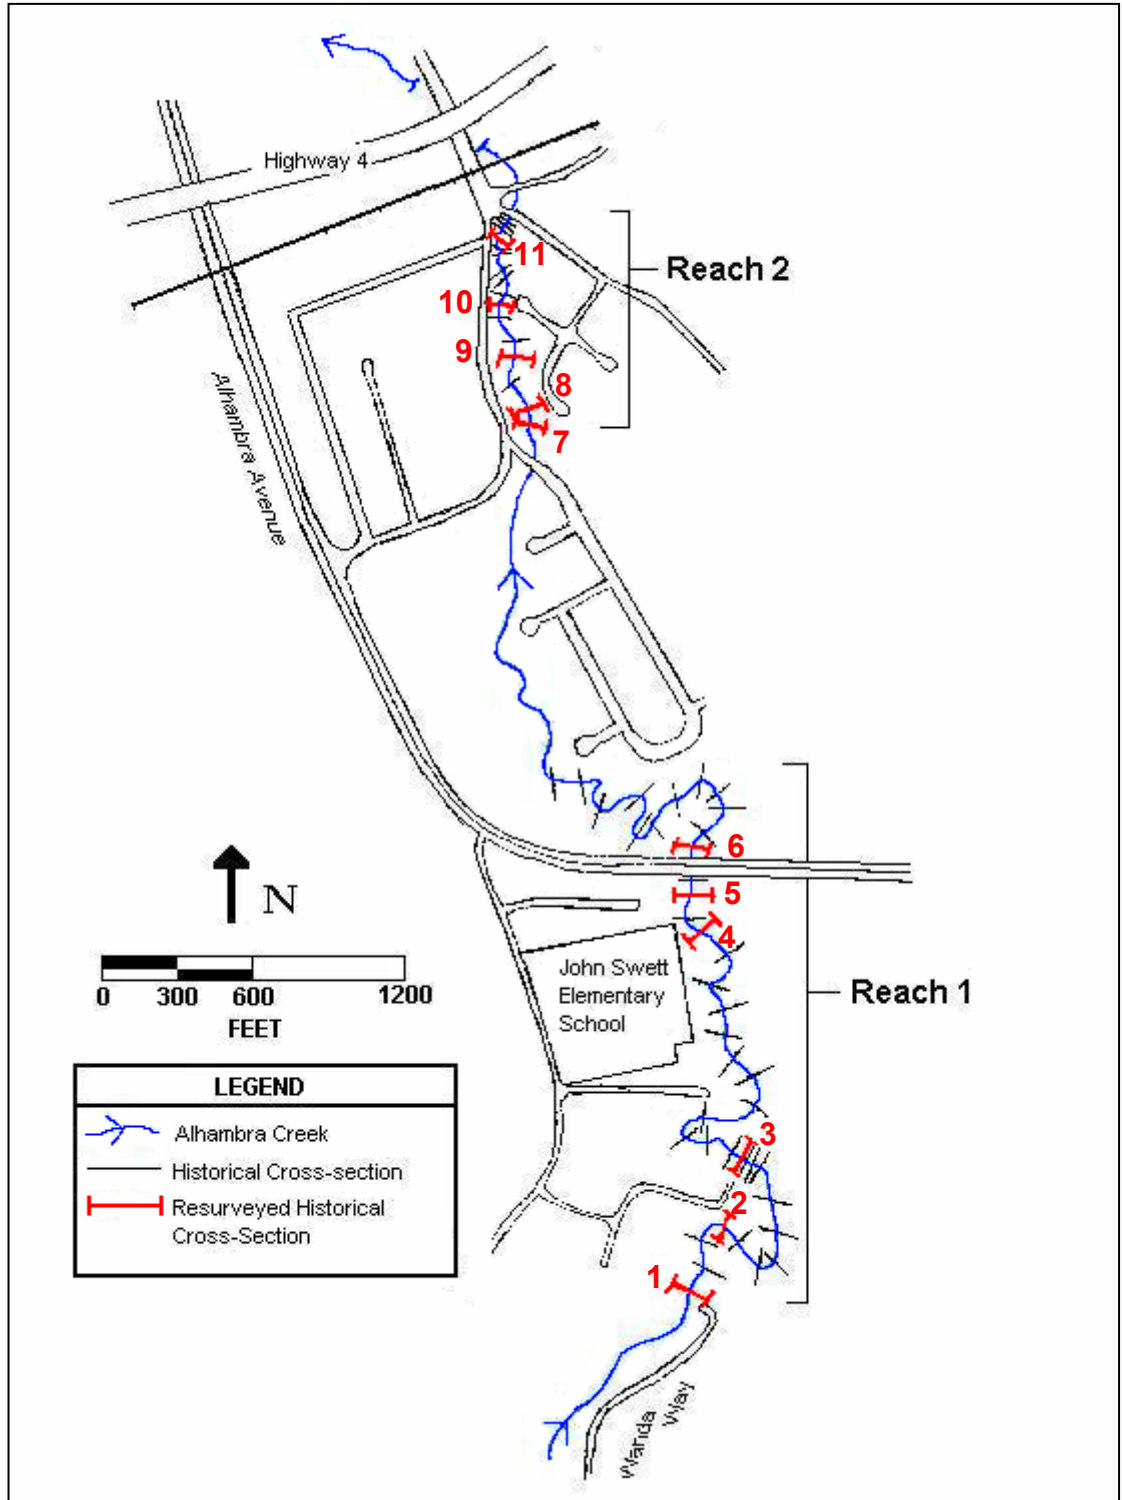 Highway 4
11
Reach 2
10
9
8
7
Alhambra Avenue
6
5
4
N
John Swett
Elementary
School
0 300 600 1200
FEET
Reach 1
LEGEND
Alhambra Creek
Historical Cross-section
Resurveyed Historical
Cross-Section
3
2
1
Wanda Way